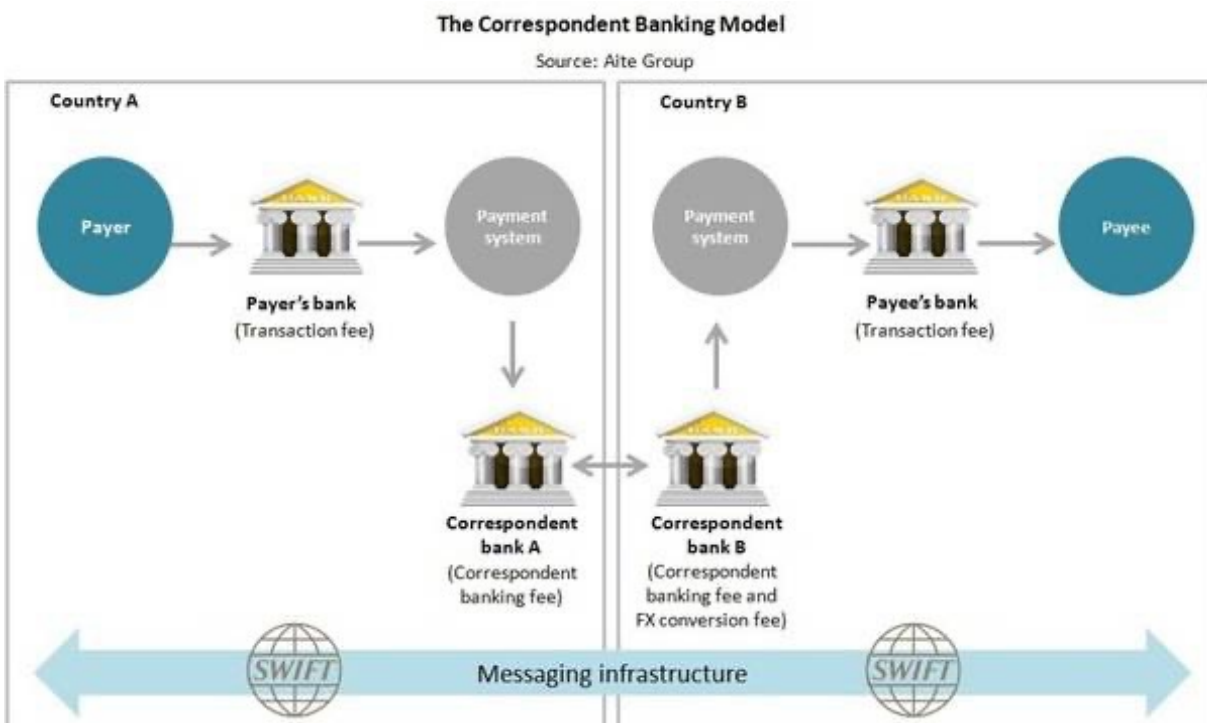 The Correspondent Banking Model
Source: Aite Group
Country A
Country B
Payer
Payment
system
Payment
system
Payee
Payer's bank
(Transaction fee)
Payee's bank
(Transaction fee)
Correspondent
bank A
(Correspondent
banking fee)
Correspondent
bank B
(Correspondent
banking fee and
FX conversion fee)
SWIFT
Messaging infrastructure
SWIFT